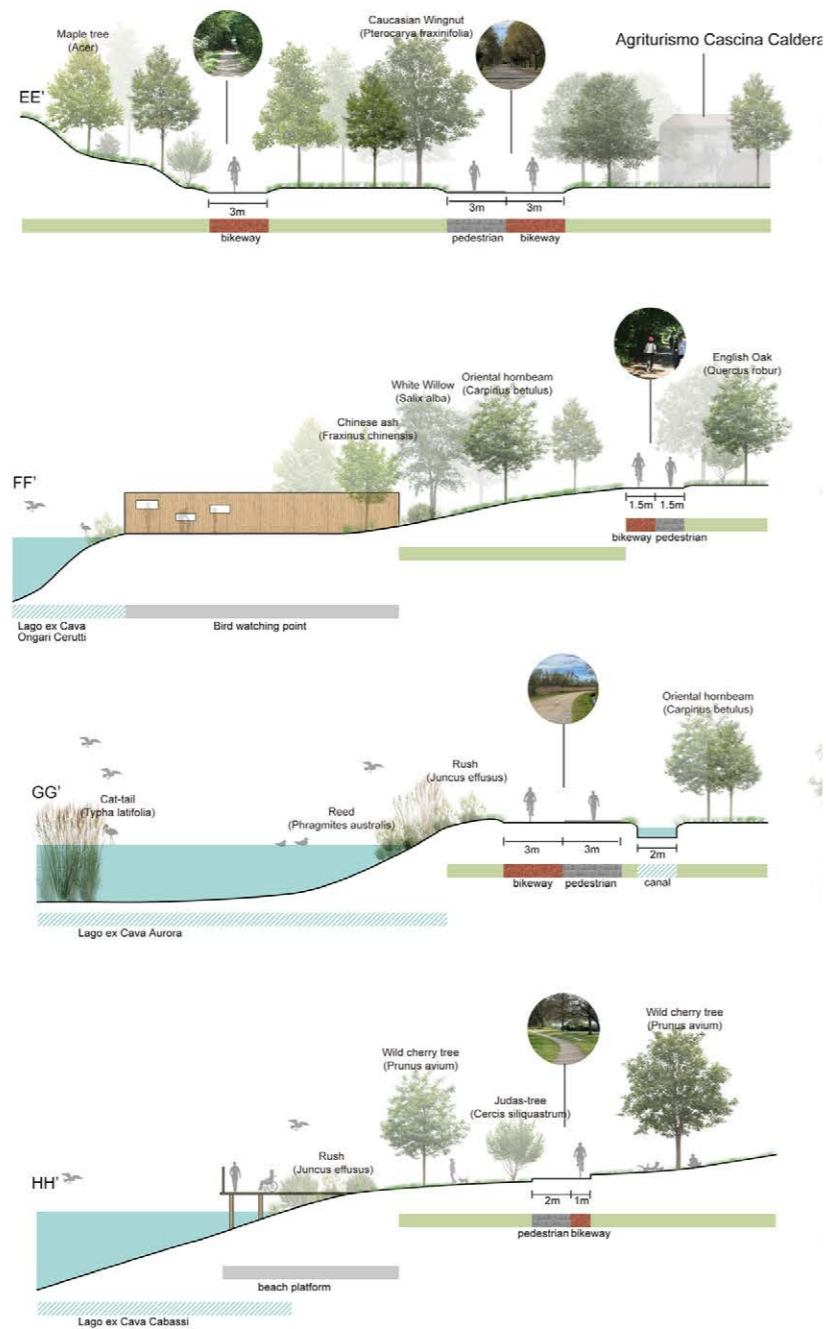 Caucasian Wingnut
(Pterocarya fraxinifolia)
Maple tree
(Acer)
Agriturismo Cascina Caldera
EE'
3m
3m
3m
bikeway
pedestrian
bikeway
English Oak
(Quercus robur)
Oriental hornbeam
(Carpinus betulus)
White Willow
(Salix alba)
Chinese ash
(Fraxinus chinensis)
FF'
1.5m
1.5m
bikeway
pedestrian
Lago ex Cava
Ongari Cerutti
Bird watching point
Oriental hornbeam
(Carpinus betulus)
Rush
(Juncus effusus)
GG'
Cat-tail
(Typha latifolia)
Reed
(Phragmites australis)
3m
3m
2m
bikeway
pedestrian
canal
Lago ex Cava Aurora
Wild cherry tree
(Prunus avium)
Wild cherry tree
(Prunus avium)
Judas-tree
(Cercis siliquastrum)
Rush
(Juncus effusus)
HH'
2m
1m
pedestrian
bikeway
beach platform
Lago ex Cava Cabassi